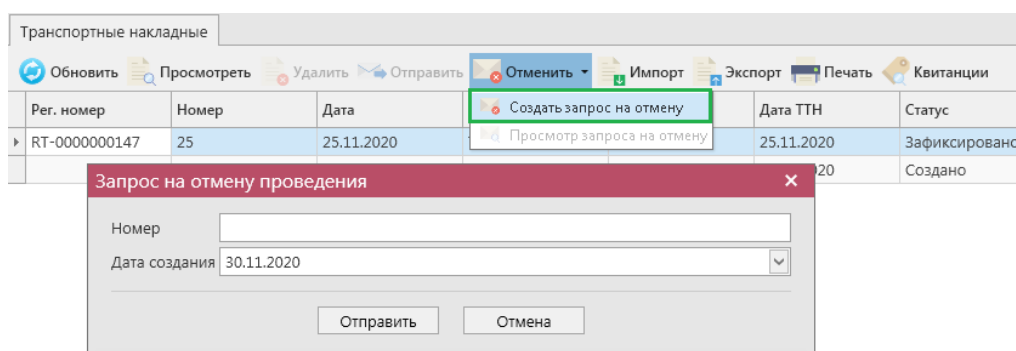 Транспортные накладные
Обновить Просмотреть Удалить Отправить Отменить Импорт Экспорт Печать Квитанции
Рег. номер Номер Дата Дата ТТН Статус
Создать запрос на отмену
Просмотр запроса на отмену
RT-0000000147 25 25.11.2020 25.11.2020 Зафиксировано
20 Создано
Запрос на отмену проведения
Номер
Дата создания 30.11.2020
Отправить Отмена